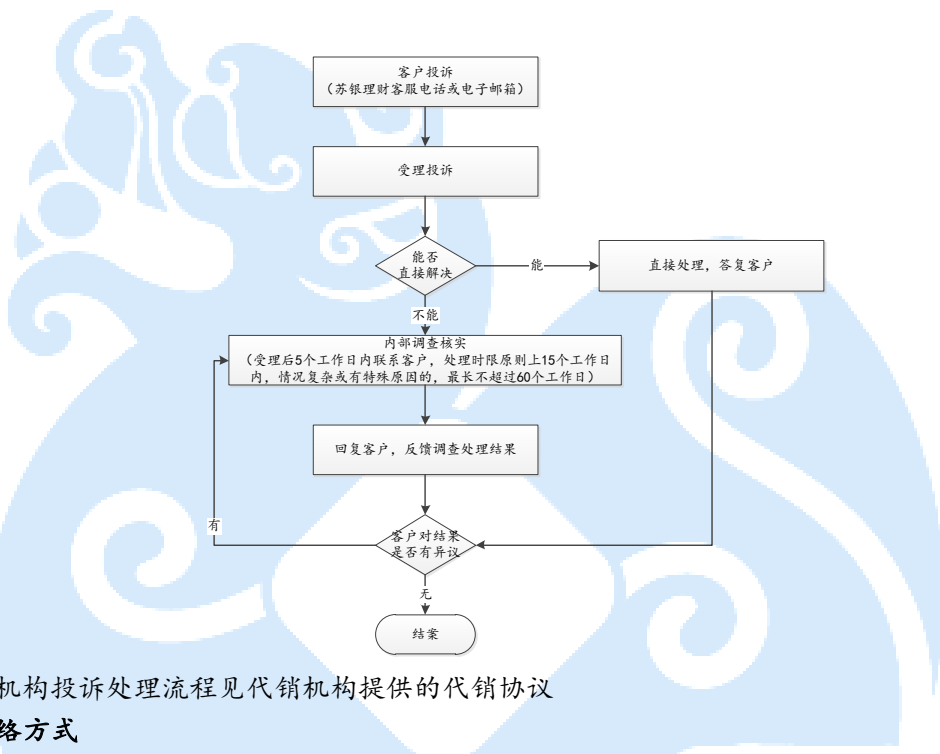 客户投诉
（苏银理财客服电话或电子邮箱）
受理投诉
能否
直接解决
能
直接处理，答复客户
不能
内部调查核实
（受理后5个工作日内联系客户，处理时限原则上15个工作日
内，情况复杂或有特殊原因的，最长不超过60个工作日）
回复客户，反馈调查处理结果
有
客户对结果
是否有异议
无
结案
机构投诉处理流程见代销机构提供的代销协议
络方式